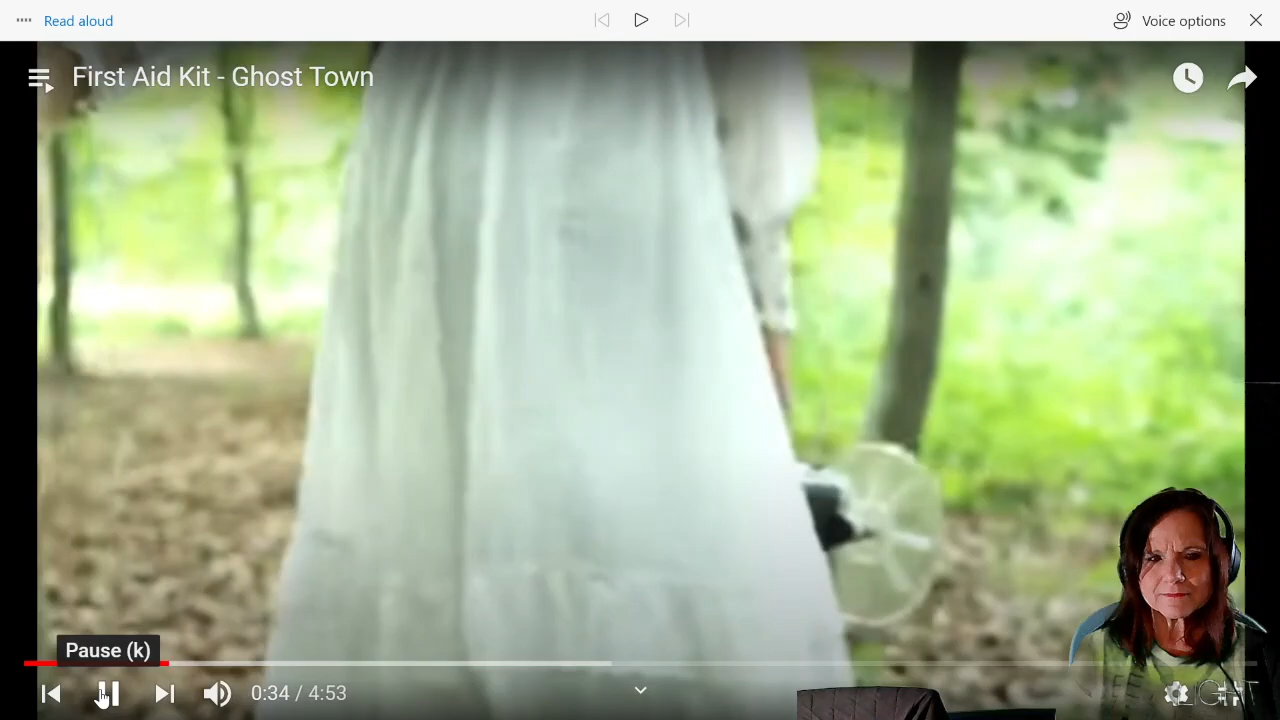 Read aloud
Voice options
First Aid Kit - Ghost Town
Pause (k)
0:34 / 4:53